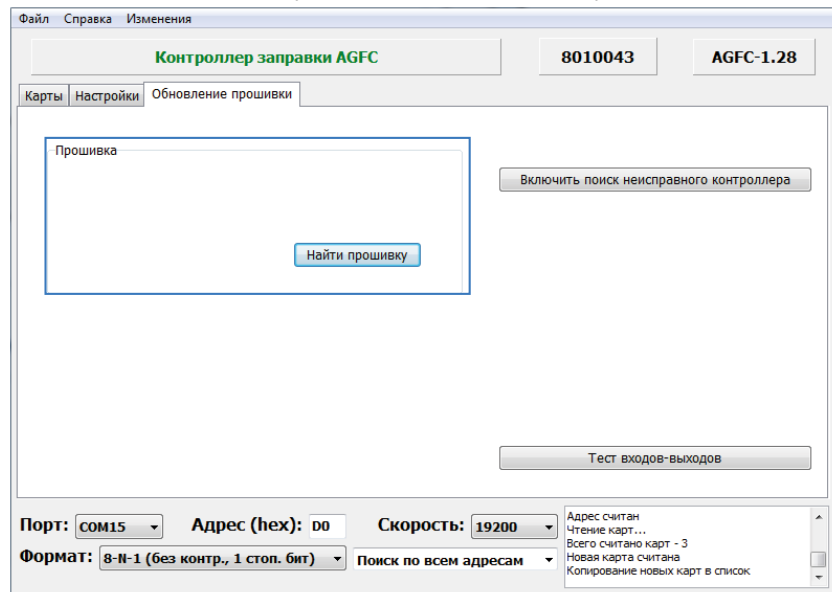 Файл Справка Изменения
Контроллер заправки AGFC 8010043 AGFC-1.28
Карты Настройки Обновление прошивки
Прошивка
Включить поиск неисправного контроллера
Найти прошивку
Тест входов-выходов
Порт: COM15 Адрес (hex): D0 Скорость: 19200
Формат: 8-N-1 (без контр., 1 стоп. бит) Поиск по всем адресам
Адрес считан
Чтение карт...
Всего считано карт - 3
Новая карта считана
Копирование новых карт в список